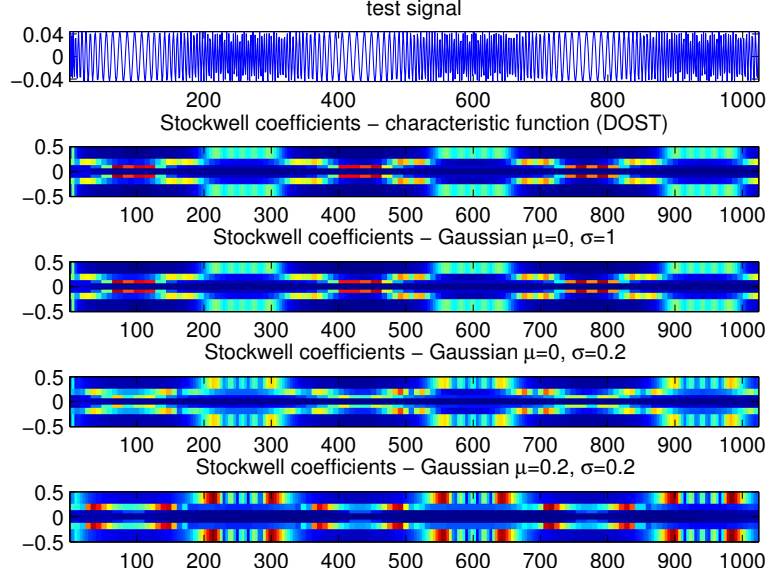 test signal
0.04
0
−0.04
200 400 600 800 1000
Stockwell coefficients − characteristic function (DOST)
0.5
0
−0.5
100 200 300 400 500 600 700 800 900 1000
Stockwell coefficients − Gaussian μ=0, σ=1
0.5
0
−0.5
100 200 300 400 500 600 700 800 900 1000
Stockwell coefficients − Gaussian μ=0, σ=0.2
0.5
0
−0.5
100 200 300 400 500 600 700 800 900 1000
Stockwell coefficients − Gaussian μ=0.2, σ=0.2
0.5
0
−0.5
100 200 300 400 500 600 700 800 900 1000